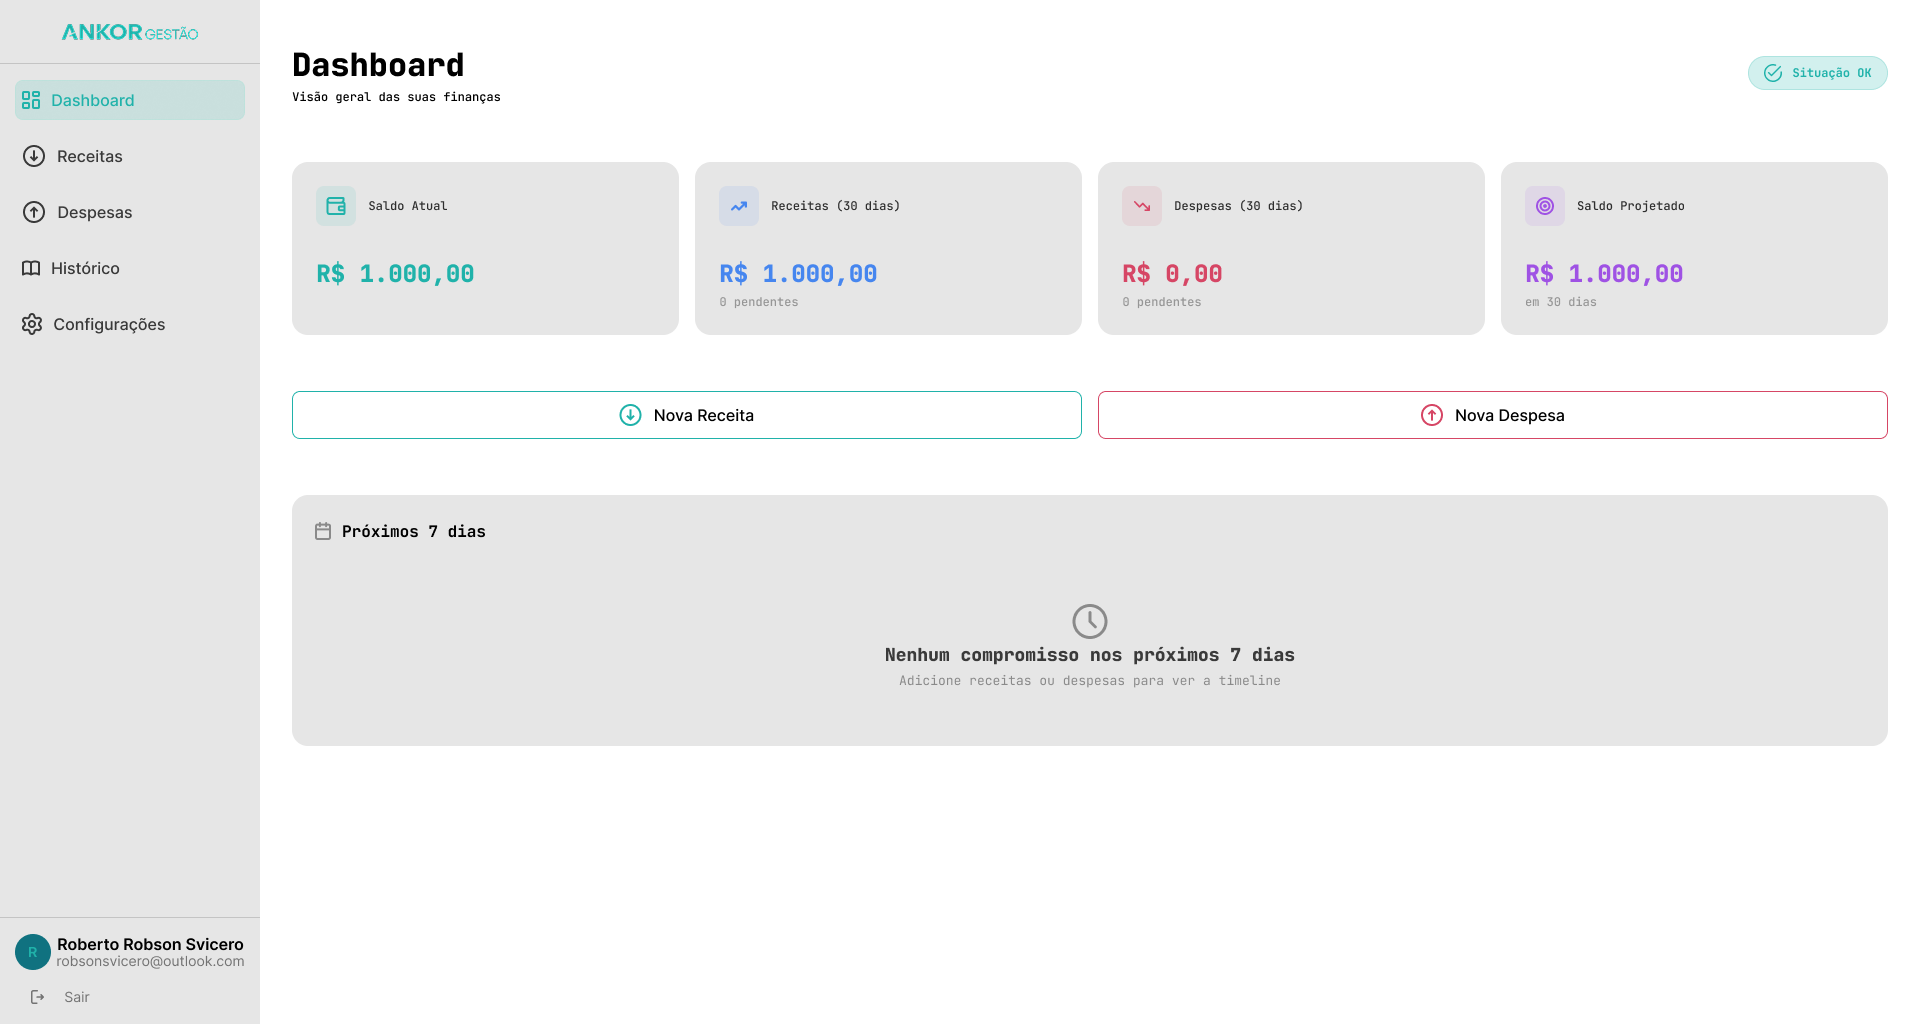 ANKOR GESTÃO
Dashboard
Receitas
Despesas
Histórico
Configurações
Roberto Robson Svicero
R
robsonsvicero@outlook.com
Sair
Dashboard
Visão geral das suas finanças
Situação OK
Saldo Atual
R$ 1.000,00
Receitas (30 dias)
R$ 1.000,00
0 pendentes
Despesas (30 dias)
R$ 0,00
0 pendentes
Saldo Projetado
R$ 1.000,00
em 30 dias
Nova Receita
Nova Despesa
Próximos 7 dias
Nenhum compromisso nos próximos 7 dias
Adicione receitas ou despesas para ver a timeline